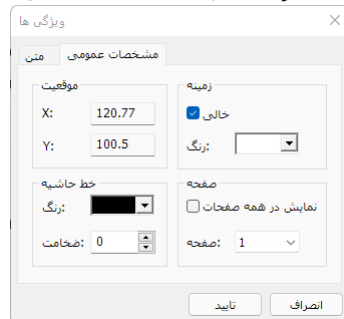 ویژگی ها
متن
مشخصات عمومی
موقعیت
X: 120.77
Y: 100.5
زمینه
خالی
رنگ:
خط حاشیه
رنگ:
ضخامت: 0
صفحه
نمایش در همه صفحات
صفحه: 1
تایید
انصراف